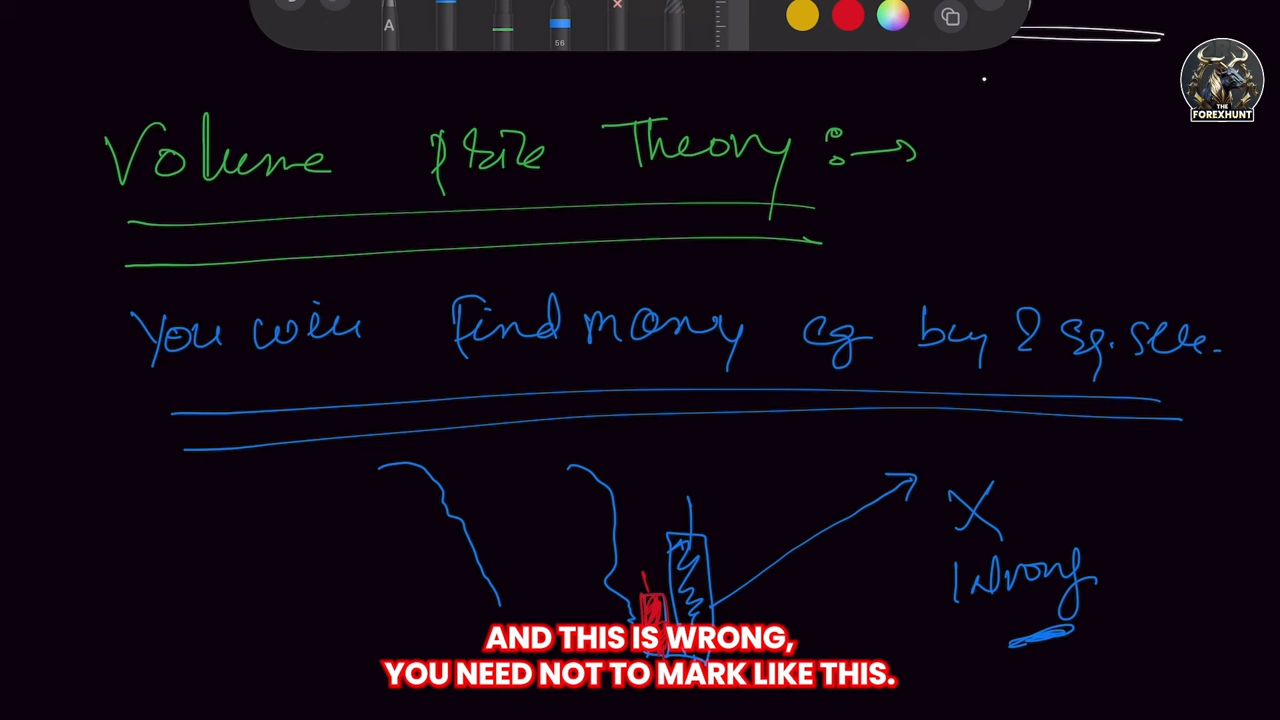 A
56
THE
FOREXHUNT
Volume Theory :→
You will Find many eg buy & sg. sell.
X
wrong
AND THIS IS WRONG,
YOU NEED NOT TO MARK LIKE THIS.